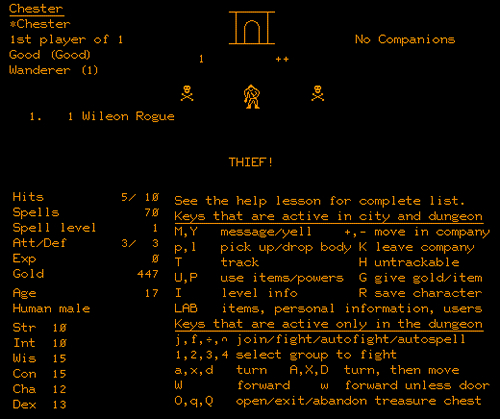 Chester
*Chester
1st player of 1
Good (Good)
Wanderer (1)
No Companions
1 ++
1. 1 Wileon Rogue
THIEF!
Hits 5/ 10
Spells 70
Spell level 1
Att/Def 3/ 3
Exp 0
Gold 447
Age 17
Human male
Str 10
Int 10
Wis 15
Con 15
Cha 12
Dex 13
See the help lesson for complete list.
Keys that are active in city and dungeon
M,Y message/yell +,- move in company
p,l pick up/drop body K leave company
T track H untrackable
U,P use items/powers G give gold/item
I level info R save character
LAB items, personal information, users
Keys that are active only in the dungeon
j,f,÷,∩ join/fight/autofight/autospell
1,2,3,4 select group to fight
a,x,d turn A,X,D turn, then move
W forward w forward unless door
O,q,Q open/exit/abandon treasure chest